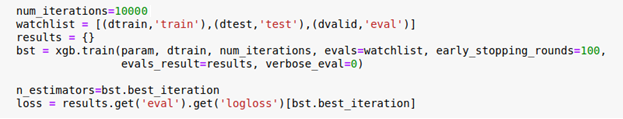 num_iterations=10000
watchlist = [(dtrain,'train'),(dtest,'test'),(dvalid,'eval')]
results = {}
bst = xgb.train(param, dtrain, num_iterations, evals=watchlist, early_stopping_rounds=100,
                evals_result=results, verbose_eval=0)

n_estimators=bst.best_iteration
loss = results.get('eval').get('logloss')[bst.best_iteration]